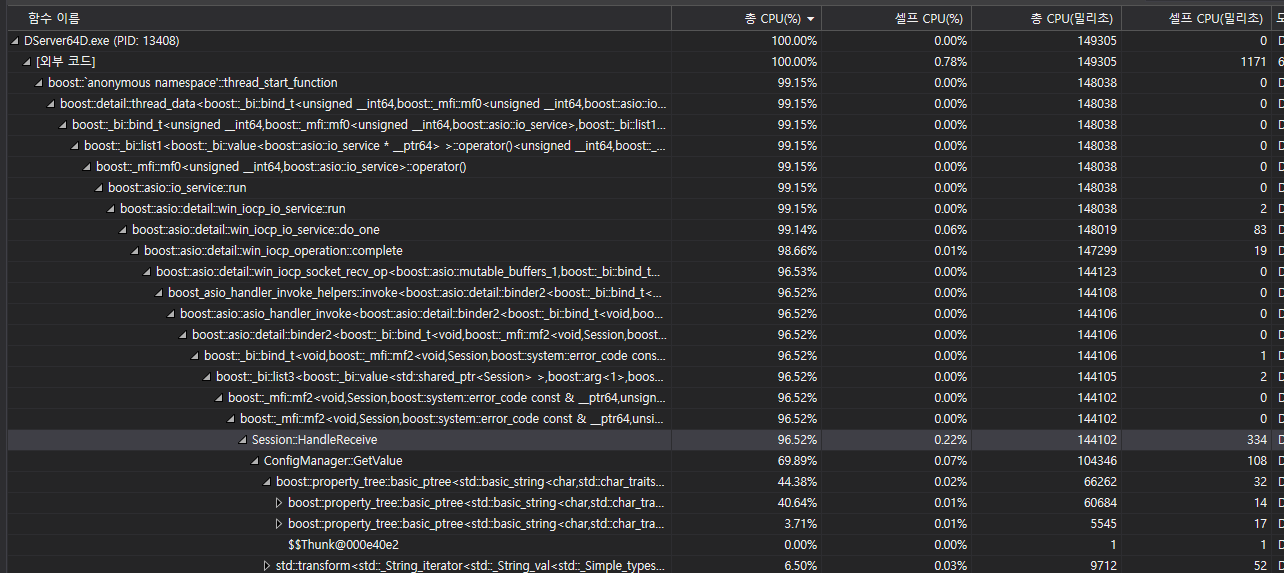 함수 이름 총 CPU(%) 셀프 CPU(%) 총 CPU(밀리초) 셀프 CPU(밀리초)
DServer64D.exe (PID: 13408) 100.00% 0.00% 149305 0
[외부 코드] 100.00% 0.78% 149305 1171
boost::`anonymous namespace'::thread_start_function 99.15% 0.00% 148038 0
boost::detail::thread_data<boost::_bi::bind_t<unsigned __int64,boost::_mfi::mf0<unsigned __int64,boost::asio::io... 99.15% 0.00% 148038 0
boost::_bi::bind_t<unsigned __int64,boost::_mfi::mf0<unsigned __int64,boost::asio::io_service>,boost::_bi::list1... 99.15% 0.00% 148038 0
boost::_bi::list1<boost::_bi::value<boost::asio::io_service * __ptr64> >::operator()<unsigned __int64,boost::_... 99.15% 0.00% 148038 0
boost::_mfi::mf0<unsigned __int64,boost::asio::io_service>::operator() 99.15% 0.00% 148038 0
boost::asio::io_service::run 99.15% 0.00% 148038 0
boost::asio::detail::win_iocp_io_service::run 99.15% 0.00% 148038 2
boost::asio::detail::win_iocp_io_service::do_one 99.14% 0.06% 148019 83
boost::asio::detail::win_iocp_operation::complete 98.66% 0.01% 147299 19
boost::asio::detail::win_iocp_socket_recv_op<boost::asio::mutable_buffers_1,boost::_bi::bind_t... 96.53% 0.00% 144123 0
boost_asio_handler_invoke_helpers::invoke<boost::asio::detail::binder2<boost::_bi::bind_t<... 96.52% 0.00% 144108 0
boost::asio::asio_handler_invoke<boost::asio::detail::binder2<boost::_bi::bind_t<void,boo... 96.52% 0.00% 144106 0
boost::asio::detail::binder2<boost::_bi::bind_t<void,boost::_mfi::mf2<void,Session,boost... 96.52% 0.00% 144106 0
boost::_bi::bind_t<void,boost::_mfi::mf2<void,Session,boost::system::error_code cons... 96.52% 0.00% 144106 1
boost::_bi::list3<boost::_bi::value<std::shared_ptr<Session> >,boost::arg<1>,boos... 96.52% 0.00% 144105 2
boost::_mfi::mf2<void,Session,boost::system::error_code const & __ptr64,unsign... 96.52% 0.00% 144102 0
boost::_mfi::mf2<void,Session,boost::system::error_code const & __ptr64,unsi... 96.52% 0.00% 144102 0
Session::HandleReceive 96.52% 0.22% 144102 334
ConfigManager::GetValue 69.89% 0.07% 104346 108
boost::property_tree::basic_ptree<std::basic_string<char,std::char_traits... 44.38% 0.02% 66262 32
boost::property_tree::basic_ptree<std::basic_string<char,std::char_tra... 40.64% 0.01% 60684 14
boost::property_tree::basic_ptree<std::basic_string<char,std::char_tra... 3.71% 0.01% 5545 17
$$Thunk@000e40e2 0.00% 0.00% 1 1
std::transform<std::_String_iterator<std::_String_val<std::_Simple_types... 6.50% 0.03% 9712 52